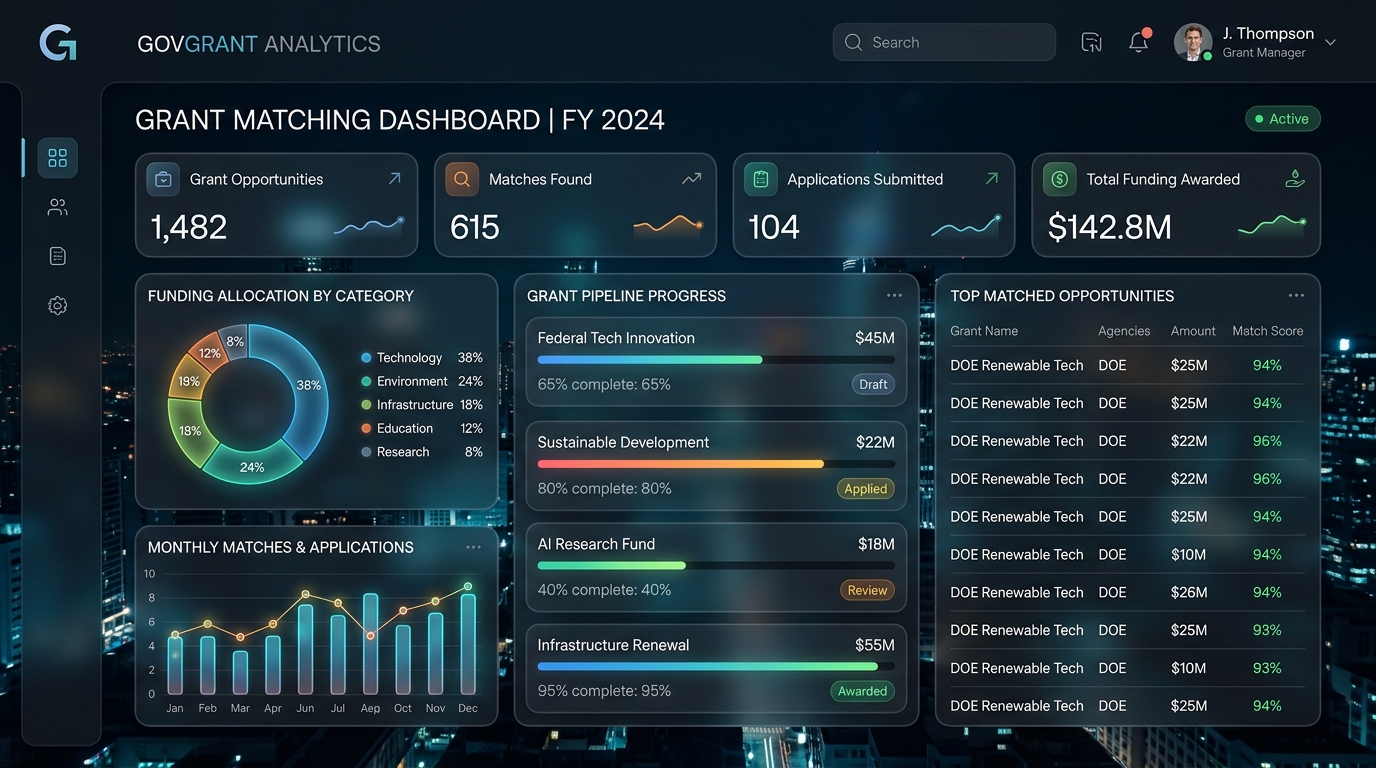 GOVGRANT ANALYTICS
Search
J. Thompson
Grant Manager
GRANT MATCHING DASHBOARD | FY 2024
Active
Grant Opportunities
1,482
Matches Found
615
Applications Submitted
104
Total Funding Awarded
$142.8M
FUNDING ALLOCATION BY CATEGORY
8%
12%
19%
38%
18%
24%
Technology 38%
Environment 24%
Infrastructure 18%
Education 12%
Research 8%
MONTHLY MATCHES & APPLICATIONS
10
8
6
4
2
0
Jan Feb Mar Apr Jun Jul Aep Oct Nov Dec
GRANT PIPELINE PROGRESS
Federal Tech Innovation $45M
65% complete: 65% Draft
Sustainable Development $22M
80% complete: 80% Applied
AI Research Fund $18M
40% complete: 40% Review
Infrastructure Renewal $55M
95% complete: 95% Awarded
TOP MATCHED OPPORTUNITIES
Grant Name Agencies Amount Match Score
DOE Renewable Tech DOE $25M 94%
DOE Renewable Tech DOE $25M 94%
DOE Renewable Tech DOE $22M 96%
DOE Renewable Tech DOE $22M 96%
DOE Renewable Tech DOE $25M 94%
DOE Renewable Tech DOE $10M 94%
DOE Renewable Tech DOE $26M 94%
DOE Renewable Tech DOE $25M 93%
DOE Renewable Tech DOE $10M 93%
DOE Renewable Tech DOE $25M 94%